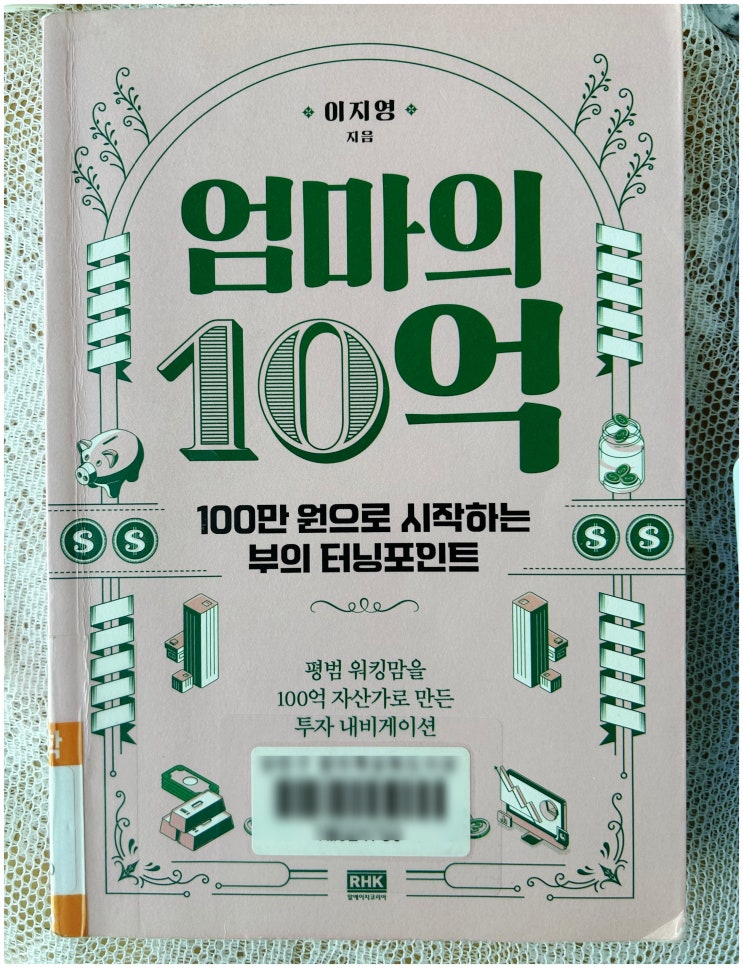 이지영
지음
엄마의
10억
100만 원으로 시작하는
부의 터닝포인트
평범 워킹맘을
100억 자산가로 만든
투자 내비게이션
RHK
알에이치코리아